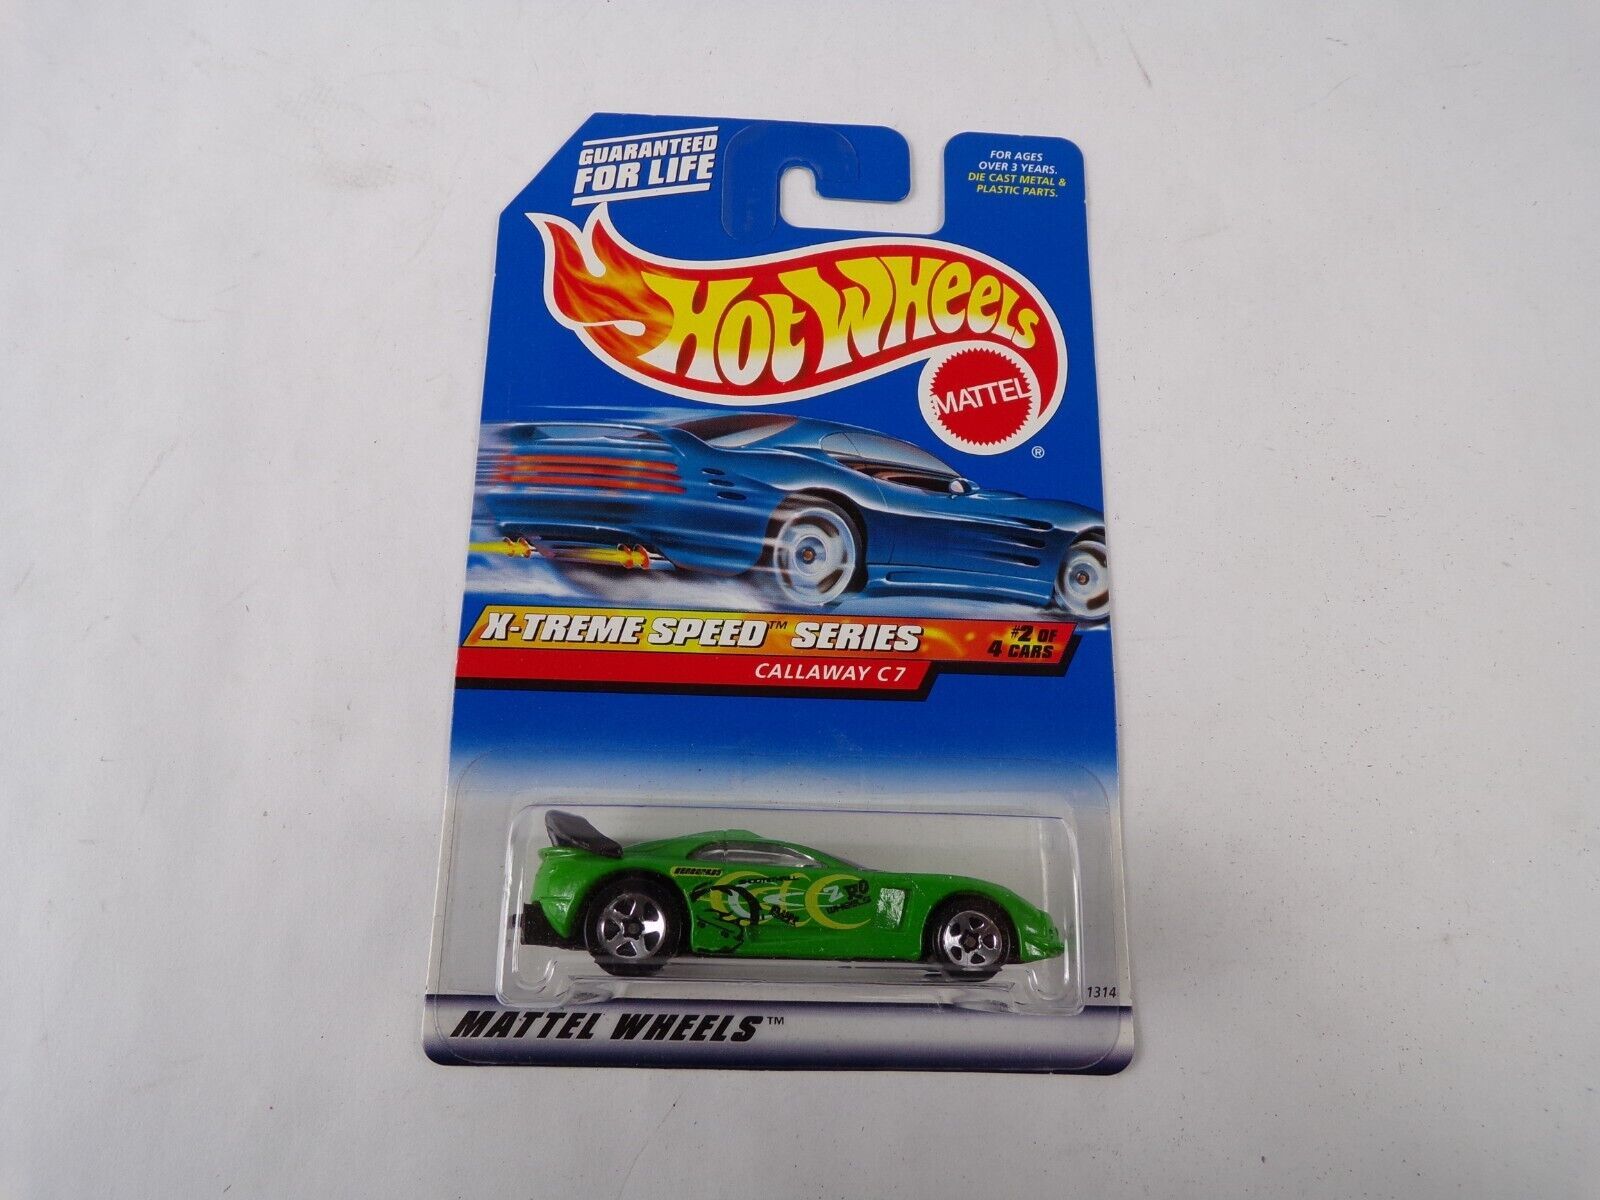 GUARANTEED
FOR LIFE
FOR AGES
OVER 3 YEARS.
DIE CAST METAL &
PLASTIC PARTS.
HOT WHEELS
MATTEL
®
X-TREME SPEED™ SERIES
#2 OF
4 CARS
CALLAWAY C7
WHEELS
1314
MATTEL WHEELS™